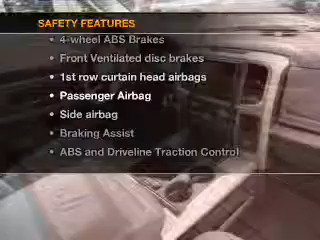 SAFETY FEATURES
• 4-wheel ABS Brakes
• Front Ventilated disc brakes
• 1st row curtain head airbags
• Passenger Airbag
• Side airbag
• Braking Assist
• ABS and Driveline Traction Control